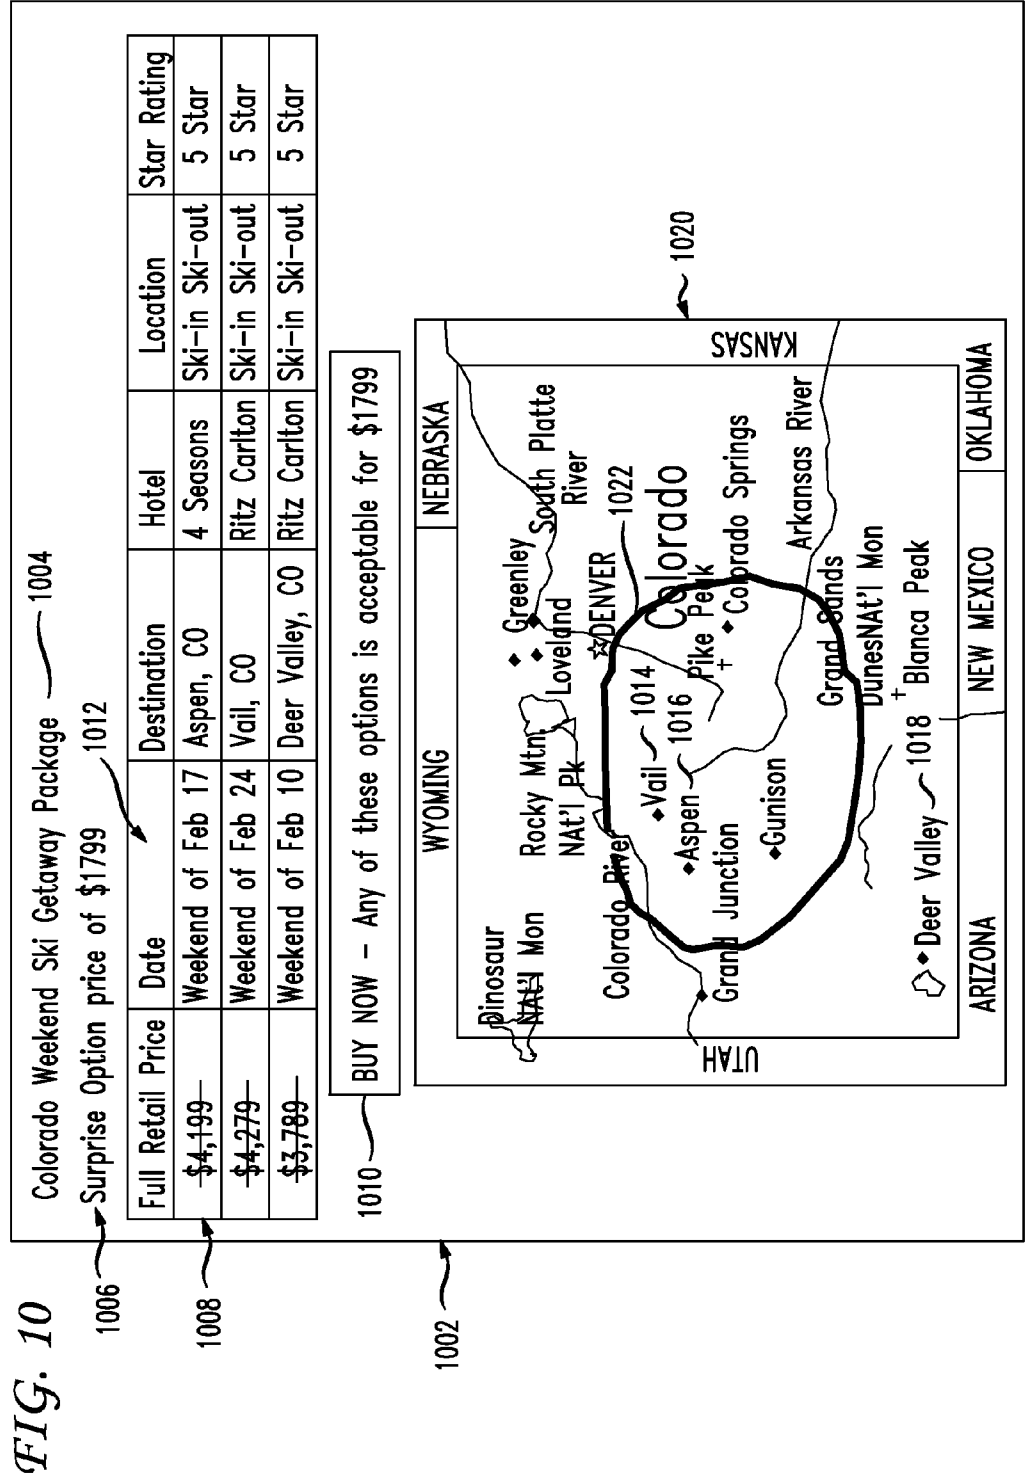 FIG. 10
Colorado Weekend Ski Getaway Package 1004
1006 Surprise Option price of $1799 1012
Full Retail Price Date Destination Hotel Location Star Rating
$4,199 Weekend of Feb 17 Aspen, CO 4 Seasons Ski-in Ski-out 5 Star
$4,279 Weekend of Feb 24 Vail, CO Ritz Carlton Ski-in Ski-out 5 Star
$3,789 Weekend of Feb 10 Deer Valley, CO Ritz Carlton Ski-in Ski-out 5 Star
1008
1010 BUY NOW - Any of these options is acceptable for $1799
1002
1020
WYOMING NEBRASKA
Dinosaur
NAt'l Mon
Rocky Mtn.
NAt'l Pk
Greenley
Loveland
South Platte
River
DENVER
1022
Colorado River
Colorado
Vail 1014
Aspen 1016
Pike Peak
Colorado Springs
Grand Junction
Gunison
Arkansas River
UTAH
KANSAS
Grand Sands
DunesNAt'l Mon
Blanca Peak
Deer Valley 1018
ARIZONA NEW MEXICO OKLAHOMA